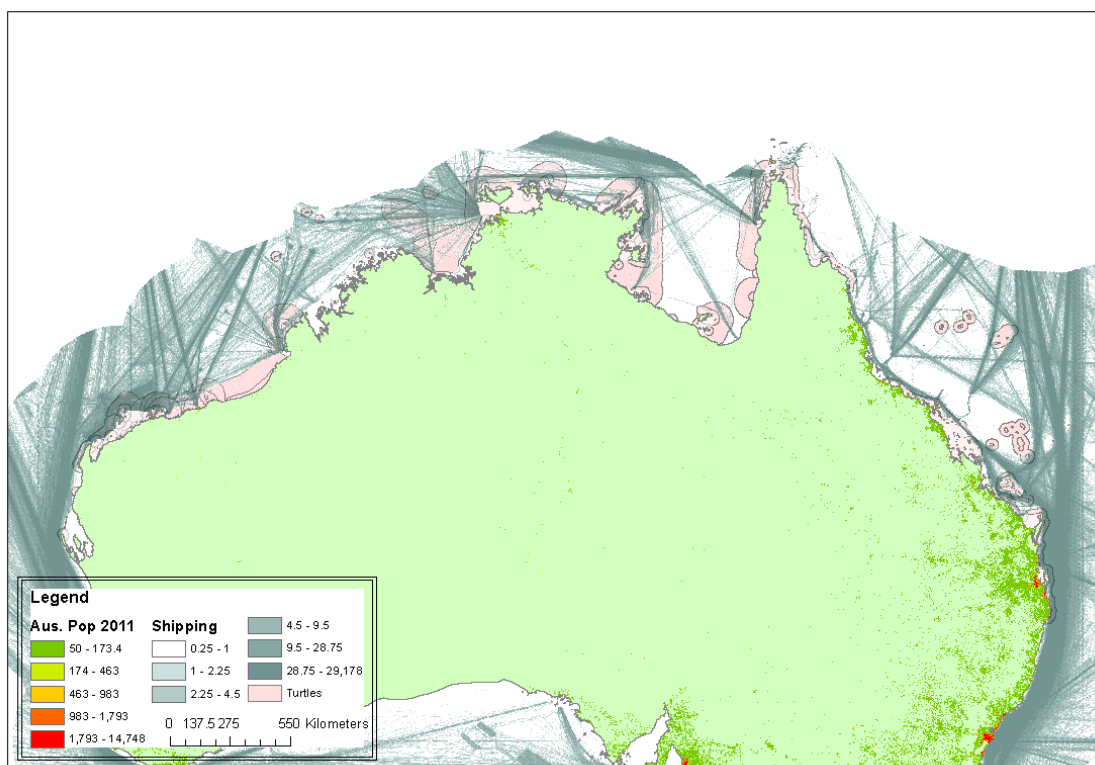 Legend
Aus. Pop 2011
50 - 173.4
174 - 463
463 - 983
983 - 1,793
1,793 - 14,748
Shipping
0.25 - 1
1 - 2.25
2.25 - 4.5
4.5 - 9.5
9.5 - 28.75
28.75 - 29,178
Turtles
0 137.5 275 550 Kilometers